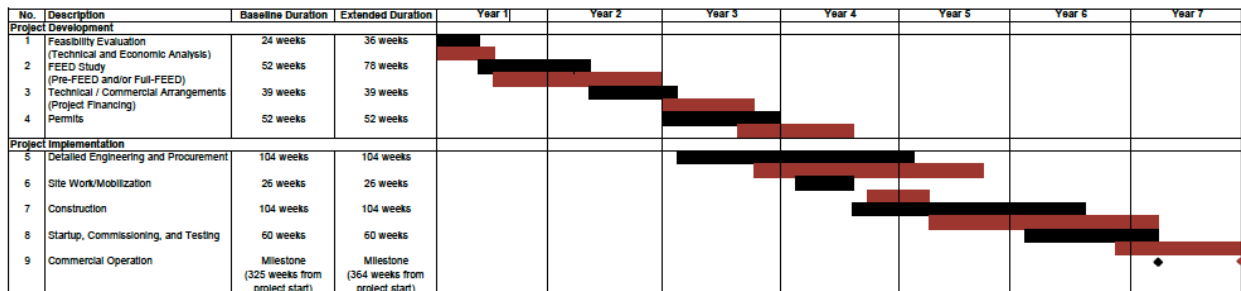 No. Description Baseline Duration Extended Duration Year 1 Year 2 Year 3 Year 4 Year 5 Year 6 Year 7
Project Development
1 Feasibility Evaluation 24 weeks 36 weeks
(Technical and Economic Analysis)
2 FEED Study 52 weeks 78 weeks
(Pre-FEED and/or Full-FEED)
3 Technical / Commercial Arrangements 39 weeks 39 weeks
(Project Financing)
4 Permits 52 weeks 52 weeks
Project Implementation
5 Detailed Engineering and Procurement 104 weeks 104 weeks
6 Site Work/Mobilization 26 weeks 26 weeks
7 Construction 104 weeks 104 weeks
8 Startup, Commissioning, and Testing 60 weeks 60 weeks
9 Commercial Operation Milestone Milestone
(325 weeks from (364 weeks from
project start) project start)